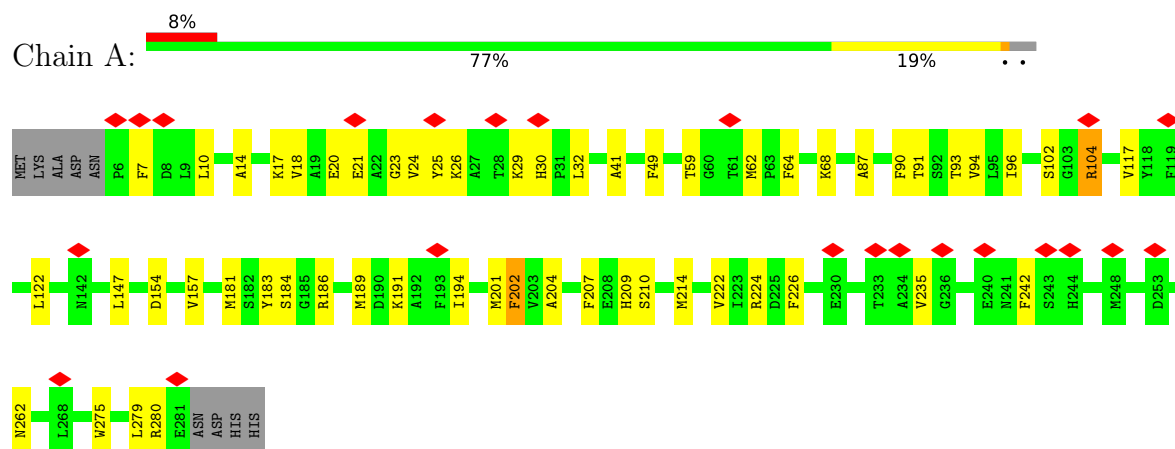 8%
Chain A:
77% 19% • •
MET LYS ALA ASP ASN P6 F7 D8 L9 L10 A14 K17 V18 A19 E20 E21 A22 G23 V24 Y25 K26 A27 T28 K29 H30 P31 L32 A41 F49 T59 G60 T61 M62 P63 F64 K68 A87 F90 T91 S92 T93 V94 L95 I96 S102 G103 R104 V117 Y118 F119
L122 N142 L147 D154 V157 M181 S182 Y183 S184 G185 R186 M189 D190 K191 A192 F193 I194 M201 F202 V203 A204 F207 E208 H209 S210 M214 V222 I223 R224 D225 F226 E230 T233 A234 V235 G236 E240 N241 F242 S243 H244 M248 D253
N262 L268 W275 L279 R280 E281 ASN ASP HIS HIS